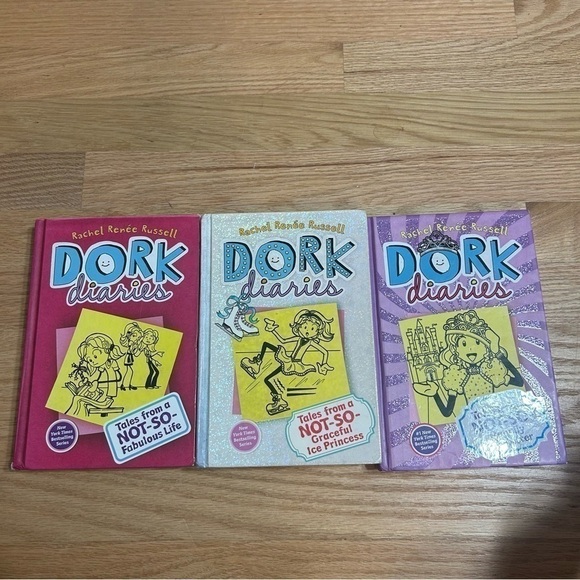 Rachel Renée Russell
DORK
diaries
Tales from a
NOT-SO-
Fabulous Life
New
York Times
Bestselling
Series
Rachel Renée Russell
DORK
diaries
Tales from a
NOT-SO-
Graceful
Ice Princess
New
York Times
Bestselling
Series
Rachel Renée Russell
DORK
diaries
#1 New
York Times
Bestselling
Series